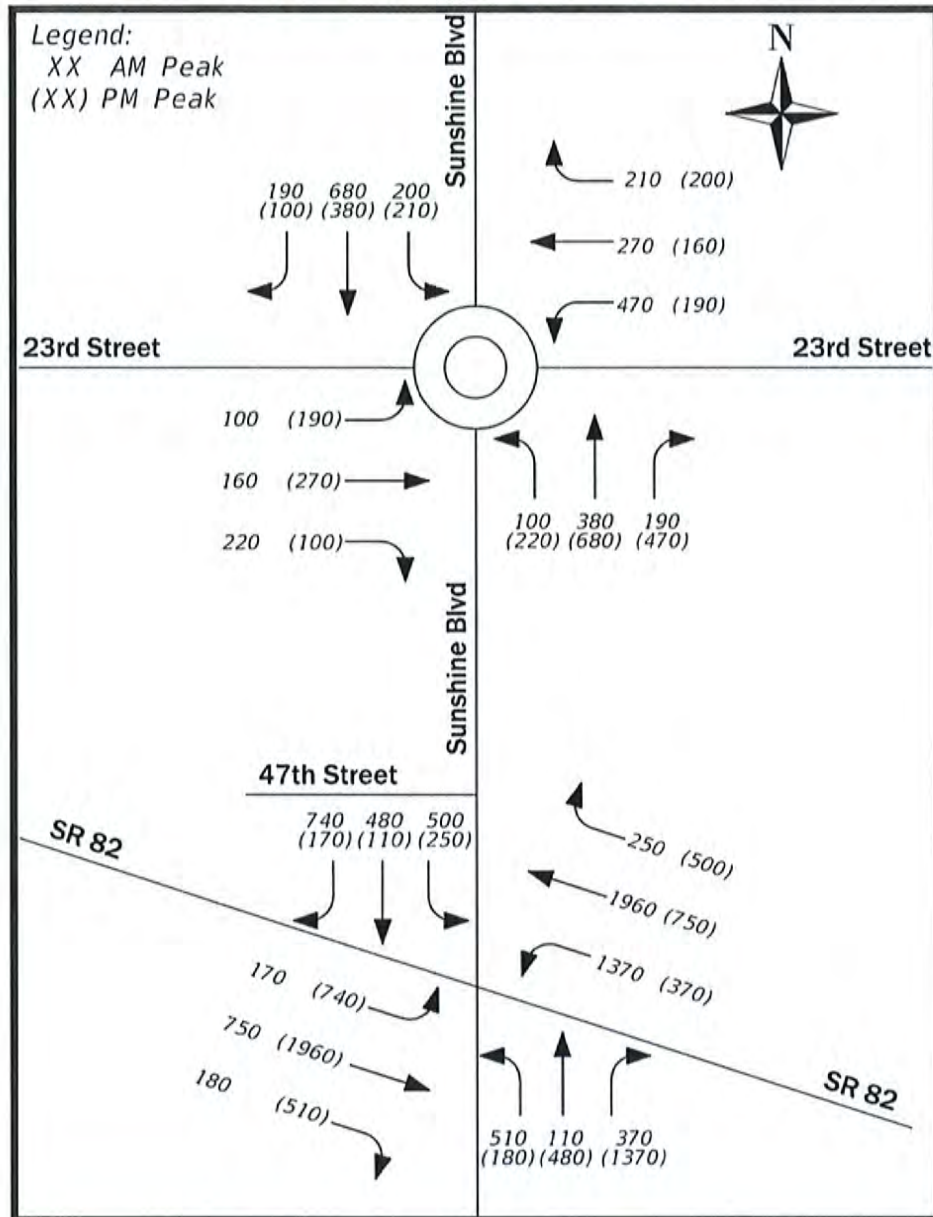 Legend:
XX AM Peak
(XX) PM Peak
N
Sunshine Blvd
190 680 200
(100) (380) (210)
210 (200)
270 (160)
470 (190)
23rd Street
23rd Street
100 (190)
160 (270)
220 (100)
100 380 190
(220) (680) (470)
Sunshine Blvd
47th Street
740 480 500
(170) (110) (250)
SR 82
250 (500)
1960 (750)
1370 (370)
170 (740)
750 (1960)
180 (510)
510 110 370
(180) (480) (1370)
SR 82